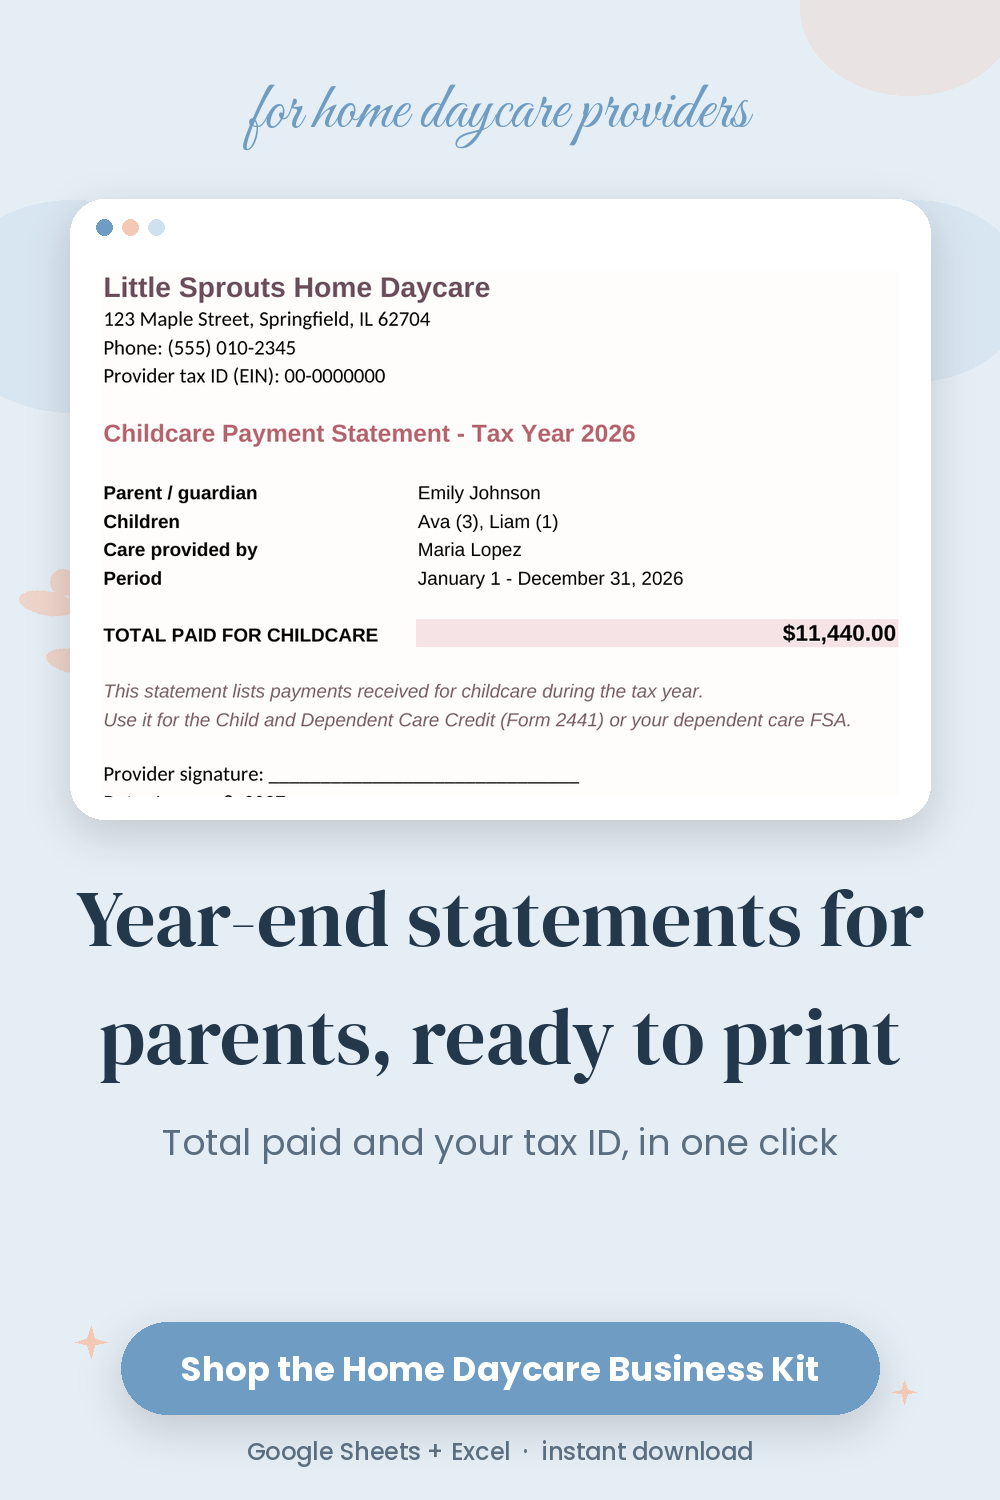 for home daycare providers
Little Sprouts Home Daycare
123 Maple Street, Springfield, IL 62704
Phone: (555) 010-2345
Provider tax ID (EIN): 00-0000000
Childcare Payment Statement - Tax Year 2026
Parent / guardian Emily Johnson
Children Ava (3), Liam (1)
Care provided by Maria Lopez
Period January 1 - December 31, 2026
TOTAL PAID FOR CHILDCARE $11,440.00
This statement lists payments received for childcare during the tax year.
Use it for the Child and Dependent Care Credit (Form 2441) or your dependent care FSA.
Provider signature: ______________________________
Year-end statements for
parents, ready to print
Total paid and your tax ID, in one click
Shop the Home Daycare Business Kit
Google Sheets + Excel · instant download